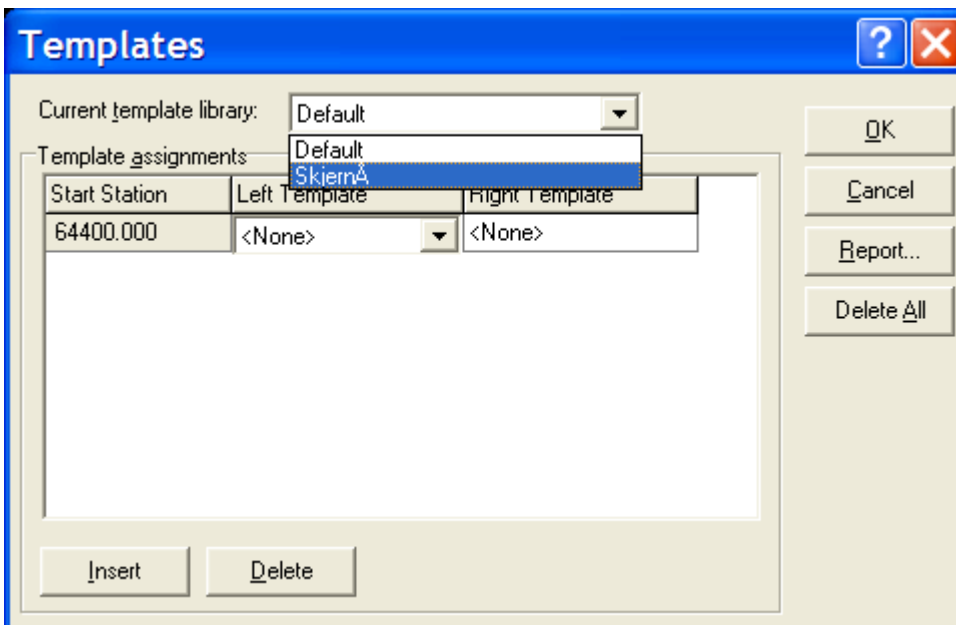 Templates
Current template library:
Default
Default
SkjernÅ
Template assignments
Start Station Left Template Right Template
64400.000 <None> <None>
Insert Delete
OK
Cancel
Report...
Delete All